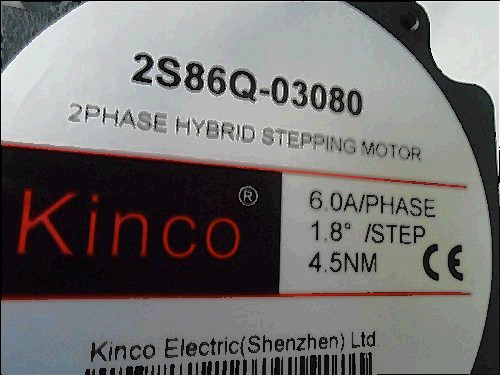 2S86Q-03080
2PHASE HYBRID STEPPING MOTOR
Kinco®
6.0A/PHASE
1.8° /STEP
4.5NM CE
Kinco Electric(Shenzhen) Ltd